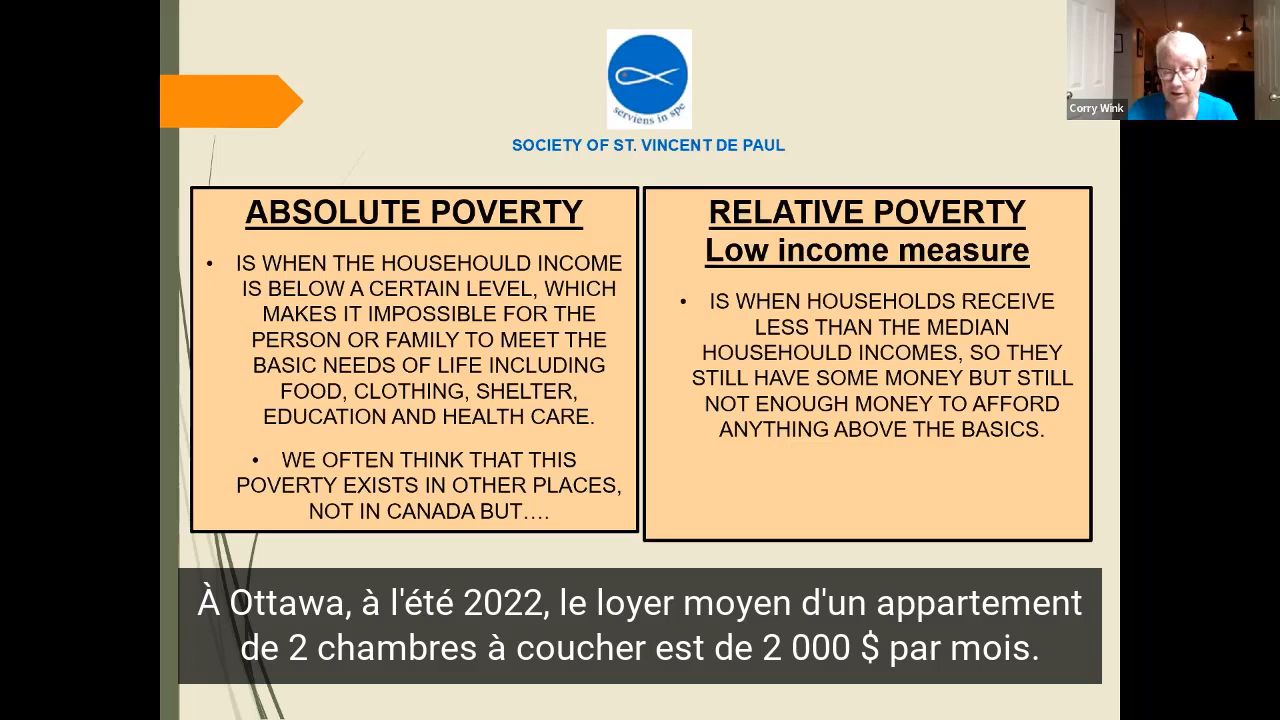 serviens in spe
Corry Wink
SOCIETY OF ST. VINCENT DE PAUL
ABSOLUTE POVERTY
• IS WHEN THE HOUSEHOULD INCOME
IS BELOW A CERTAIN LEVEL, WHICH
MAKES IT IMPOSSIBLE FOR THE
PERSON OR FAMILY TO MEET THE
BASIC NEEDS OF LIFE INCLUDING
FOOD, CLOTHING, SHELTER,
EDUCATION AND HEALTH CARE.
• WE OFTEN THINK THAT THIS
POVERTY EXISTS IN OTHER PLACES,
NOT IN CANADA BUT….
RELATIVE POVERTY
Low income measure
• IS WHEN HOUSEHOLDS RECEIVE
LESS THAN THE MEDIAN
HOUSEHOULD INCOMES, SO THEY
STILL HAVE SOME MONEY BUT STILL
NOT ENOUGH MONEY TO AFFORD
ANYTHING ABOVE THE BASICS.
À Ottawa, à l'été 2022, le loyer moyen d'un appartement
de 2 chambres à coucher est de 2 000 $ par mois.